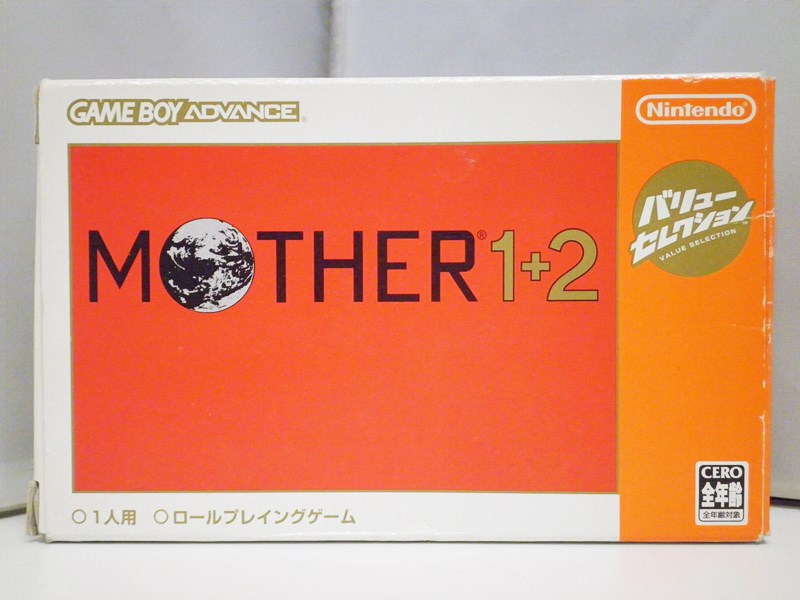 GAME BOY ADVANCE
Nintendo®
バリュー
セレクション™
VALUE SELECTION
MOTHER® 1+2
CERO
全年齢
全年齢対象
○1人用 ○ロールプレイングゲーム